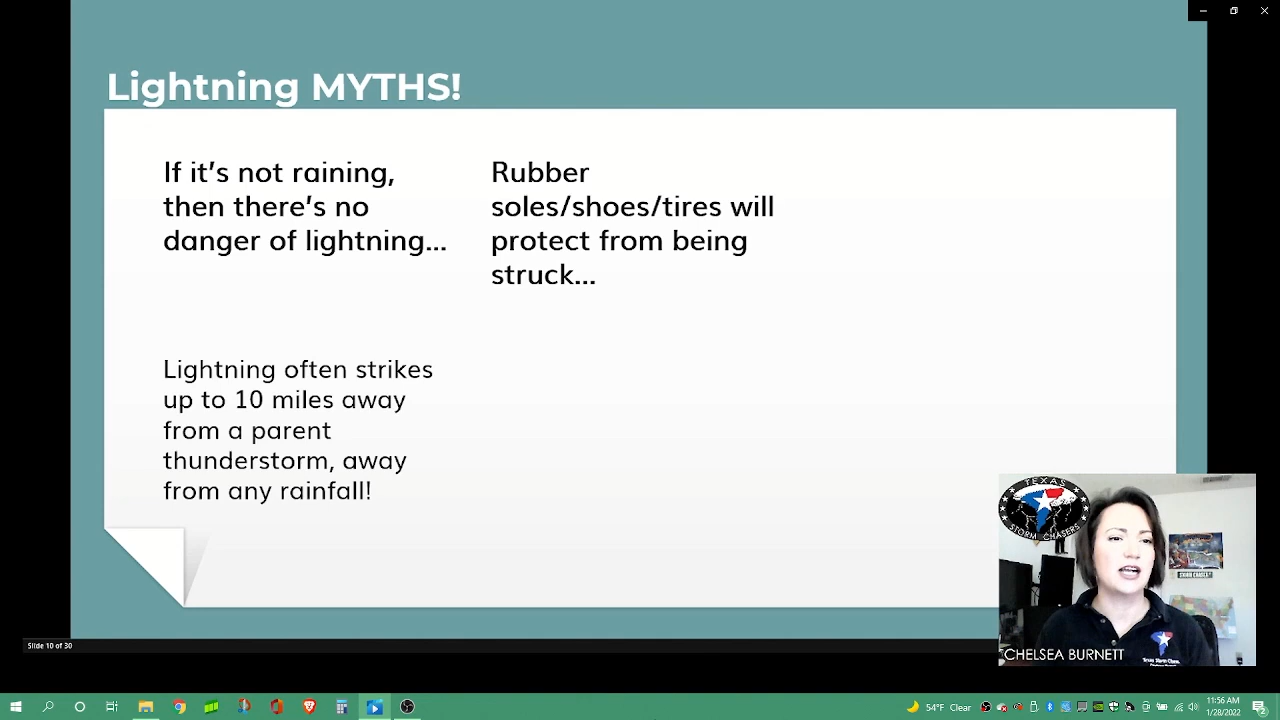 Lightning MYTHS!
If it's not raining,
then there's no
danger of lightning...
Rubber
soles/shoes/tires will
protect from being
struck...
Lightning often strikes
up to 10 miles away
from a parent
thunderstorm, away
from any rainfall!
TEXAS
STORM CHASERS
CHELSEA BURNETT
Slide 10 of 30
54°F Clear
11:56 AM
1/28/2022